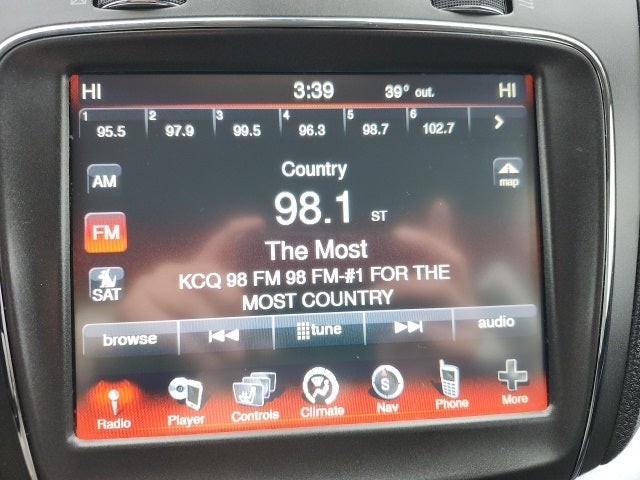 HI 3:39 39° out. HI
1 95.5 2 97.9 3 99.5 4 96.3 5 98.7 6 102.7 >
Country
AM
map
98.1 ST
FM
The Most
KCQ 98 FM 98 FM-#1 FOR THE
SAT
MOST COUNTRY
browse tune audio
Radio Player Controls Climate S Nav Phone More